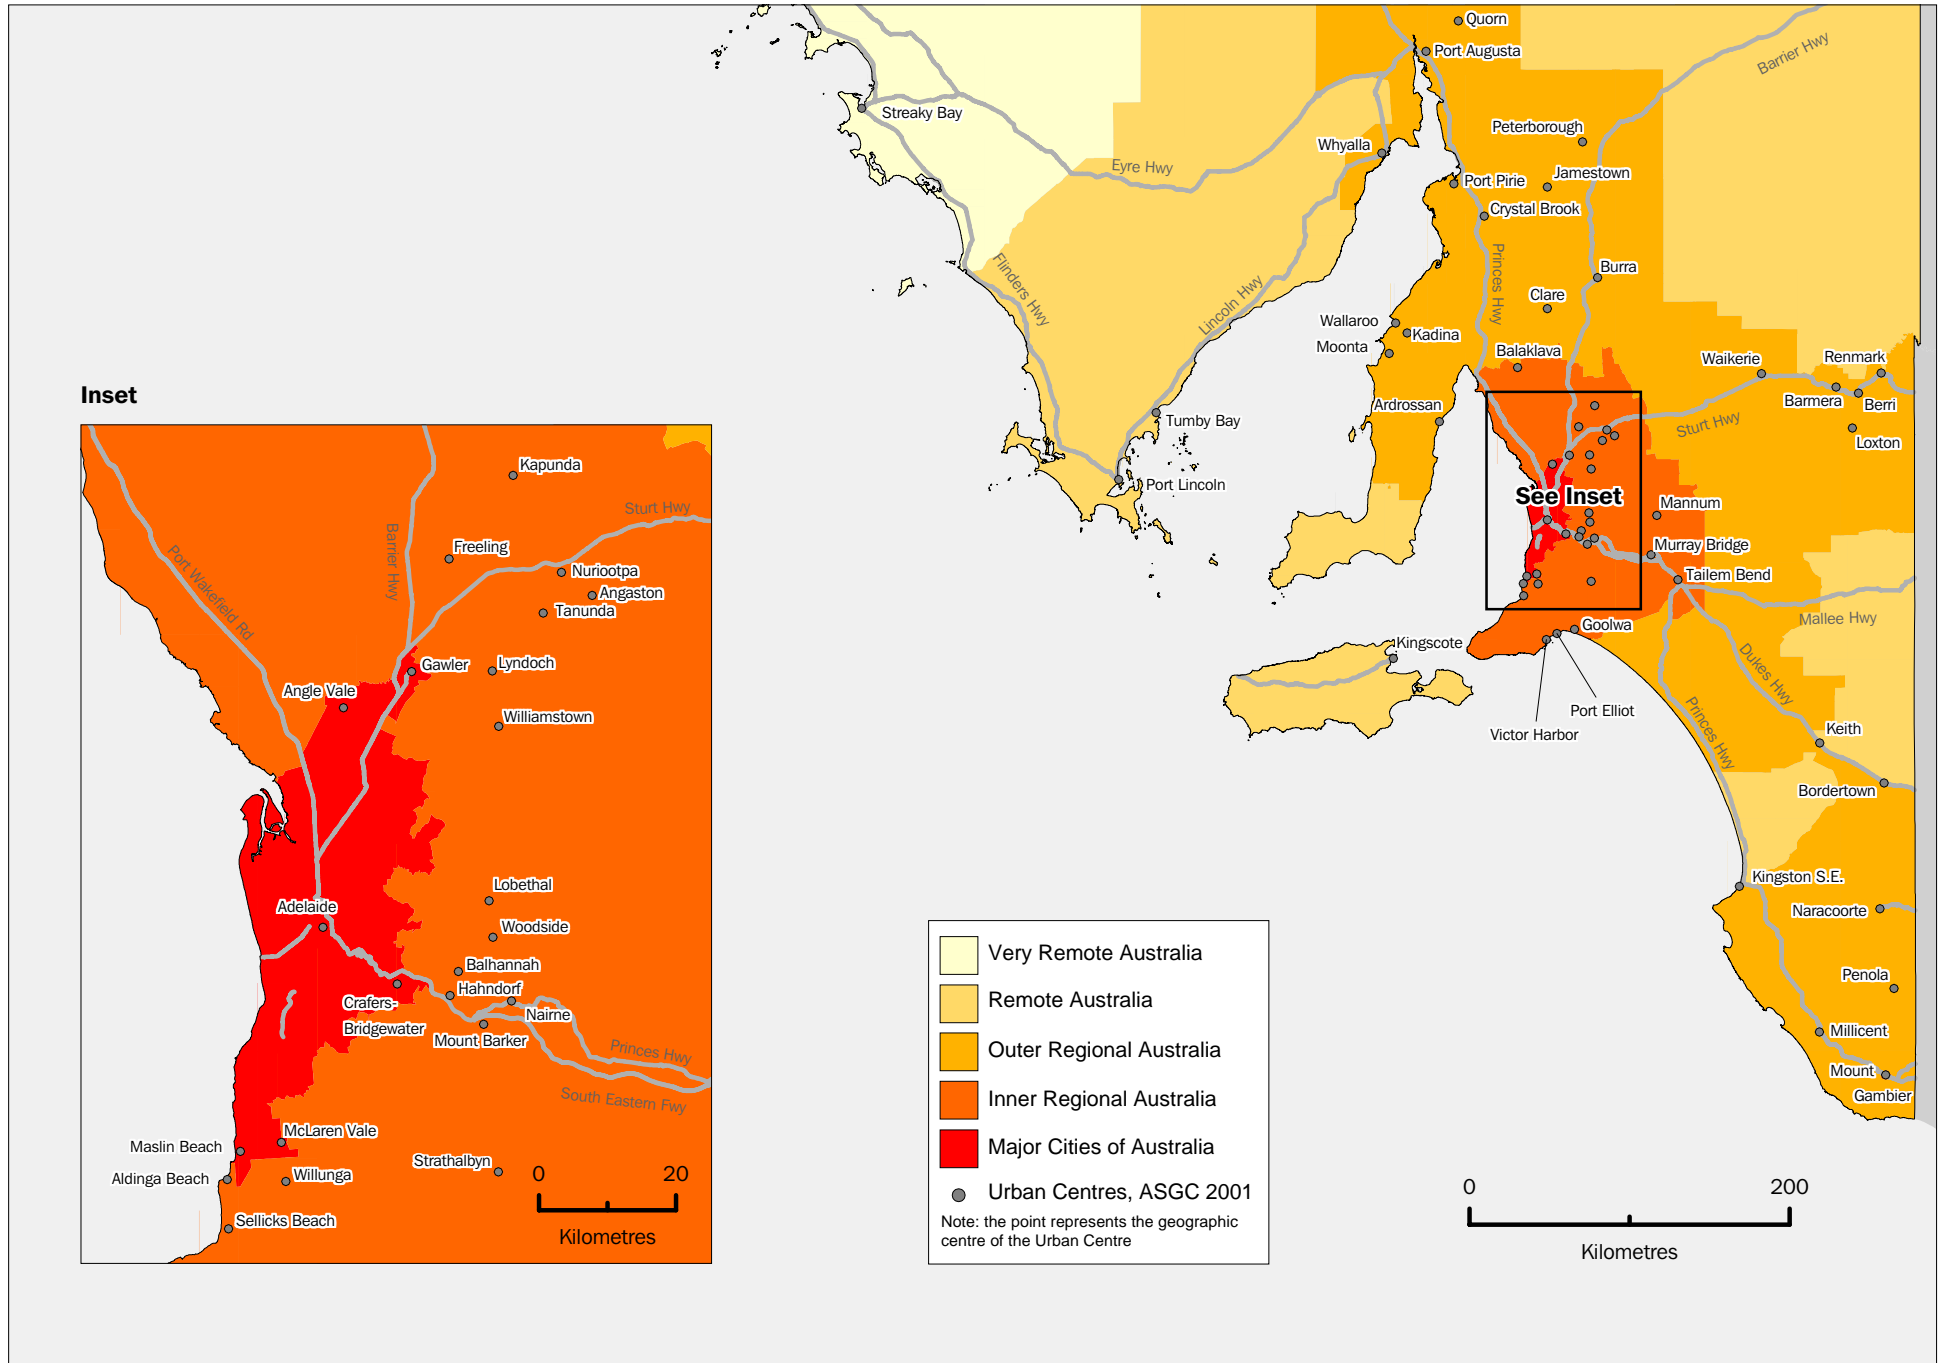 Quorn
Port Augusta
Barrier Hwy
Streaky Bay
Peterborough
Whyalla
Eyre Hwy
Jamestown
Port Pirie
Crystal Brook
Princes Hwy
Burra
Flinders Hwy
Lincoln Hwy
Clare
Wallaroo
Kadina
Moonta
Balaklava
Waikerie
Renmark
Inset
Ardrossan
Barmera
Berri
Tumby Bay
Sturt Hwy
Loxton
Port Lincoln
See Inset
Mannum
Murray Bridge
Tailem Bend
Mallee Hwy
Goolwa
Kingscote
Dukes Hwy
Port Elliot
Victor Harbor
Princes Hwy
Keith
Bordertown
Kingston S.E.
Naracoorte
Penola
Millicent
Mount
Gambier
Kapunda
Sturt Hwy
Barrier Hwy
Port Wakefield Rd
Freeling
Nuriootpa
Angaston
Tanunda
Gawler
Lyndoch
Angle Vale
Williamstown
Lobethal
Adelaide
Woodside
Balhannah
Hahndorf
Crafers-
Bridgewater
Nairne
Mount Barker
Princes Hwy
South Eastern Fwy
McLaren Vale
Maslin Beach
Strathalbyn
Aldinga Beach
Willunga
Sellicks Beach
0 20
Kilometres
Very Remote Australia
Remote Australia
Outer Regional Australia
Inner Regional Australia
Major Cities of Australia
Urban Centres, ASGC 2001
Note: the point represents the geographic
centre of the Urban Centre
0 200
Kilometres